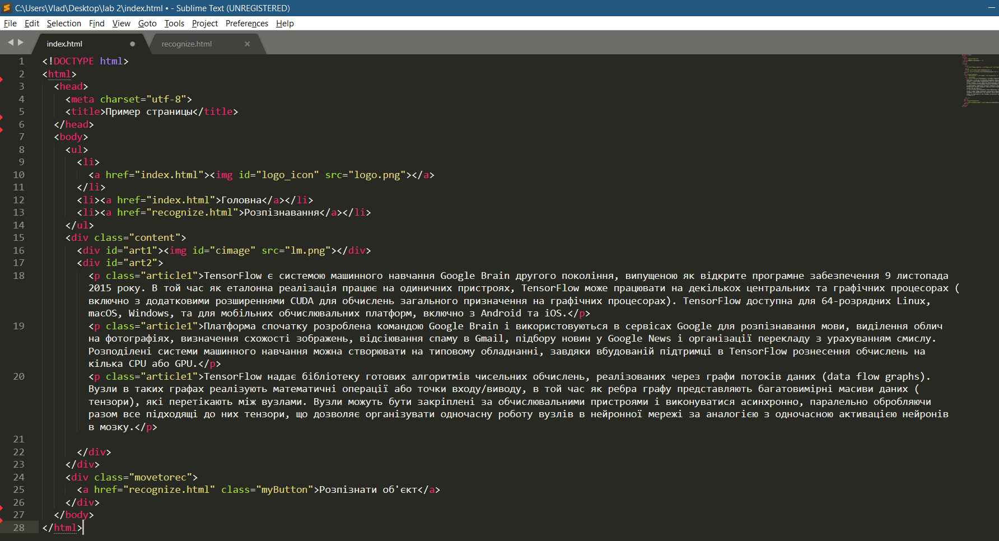 C:\Users\Vlad\Desktop\lab 2\index.html • - Sublime Text (UNREGISTERED)
File Edit Selection Find View Goto Tools Project Preferences Help
index.html recognize.html
1 <!DOCTYPE html>
2 <html>
3 <head>
4 <meta charset="utf-8">
5 <title>Пример страницы</title>
6 </head>
7 <body>
8 <ul>
9 <li>
10 <a href="index.html"><img id="logo_icon" src="logo.png"></a>
11 </li>
12 <li><a href="index.html">Головна</a></li>
13 <li><a href="recognize.html">Розпізнавання</a></li>
14 </ul>
15 <div class="content">
16 <div id="art1"><img id="cimage" src="lm.png"></div>
17 <div id="art2">
18 <p class="article1">TensorFlow є системою машинного навчання Google Brain другого покоління, випущеною як відкрите програмне забезпечення 9 листопада
2015 року. В той час як еталонна реалізація працює на одиничних пристроях, TensorFlow може працювати на декількох центральних та графічних процесорах (
включно з додатковими розширеннями CUDA для обчислень загального призначення на графічних процесорах). TensorFlow доступна для 64-розрядних Linux,
macOS, Windows, та для мобільних обчислювальних платформ, включно з Android та iOS.</p>
19 <p class="article1">Платформа спочатку розроблена командою Google Brain і використовуються в сервісах Google для розпізнавання мови, виділення облич
на фотографіях, визначення схожості зображень, відсіювання спаму в Gmail, підбору новин у Google News і організації перекладу з урахуванням смислу.
Розподілені системи машинного навчання можна створювати на типовому обладнанні, завдяки вбудованій підтримці в TensorFlow рознесення обчислень на
кілька CPU або GPU.</p>
20 <p class="article1">TensorFlow надає бібліотеку готових алгоритмів чисельних обчислень, реалізованих через графи потоків даних (data flow graphs).
Вузли в таких графах реалізують математичні операції або точки входу/виводу, в той час як ребра графу представляють багатовимірні масиви даних (
тензори), які перетікають між вузлами. Вузли можуть бути закріплені за обчислювальними пристроями і виконуватися асинхронно, паралельно обробляючи
разом все підходящі до них тензори, що дозволяє організувати одночасну роботу вузлів в нейронної мережі за аналогією з одночасною активацією нейронів
в мозку.</p>
21
22 </div>
23 </div>
24 <div class="movetorec">
25 <a href="recognize.html" class="myButton">Розпізнати об'єкт</a>
26 </div>
27 </body>
28 </html>